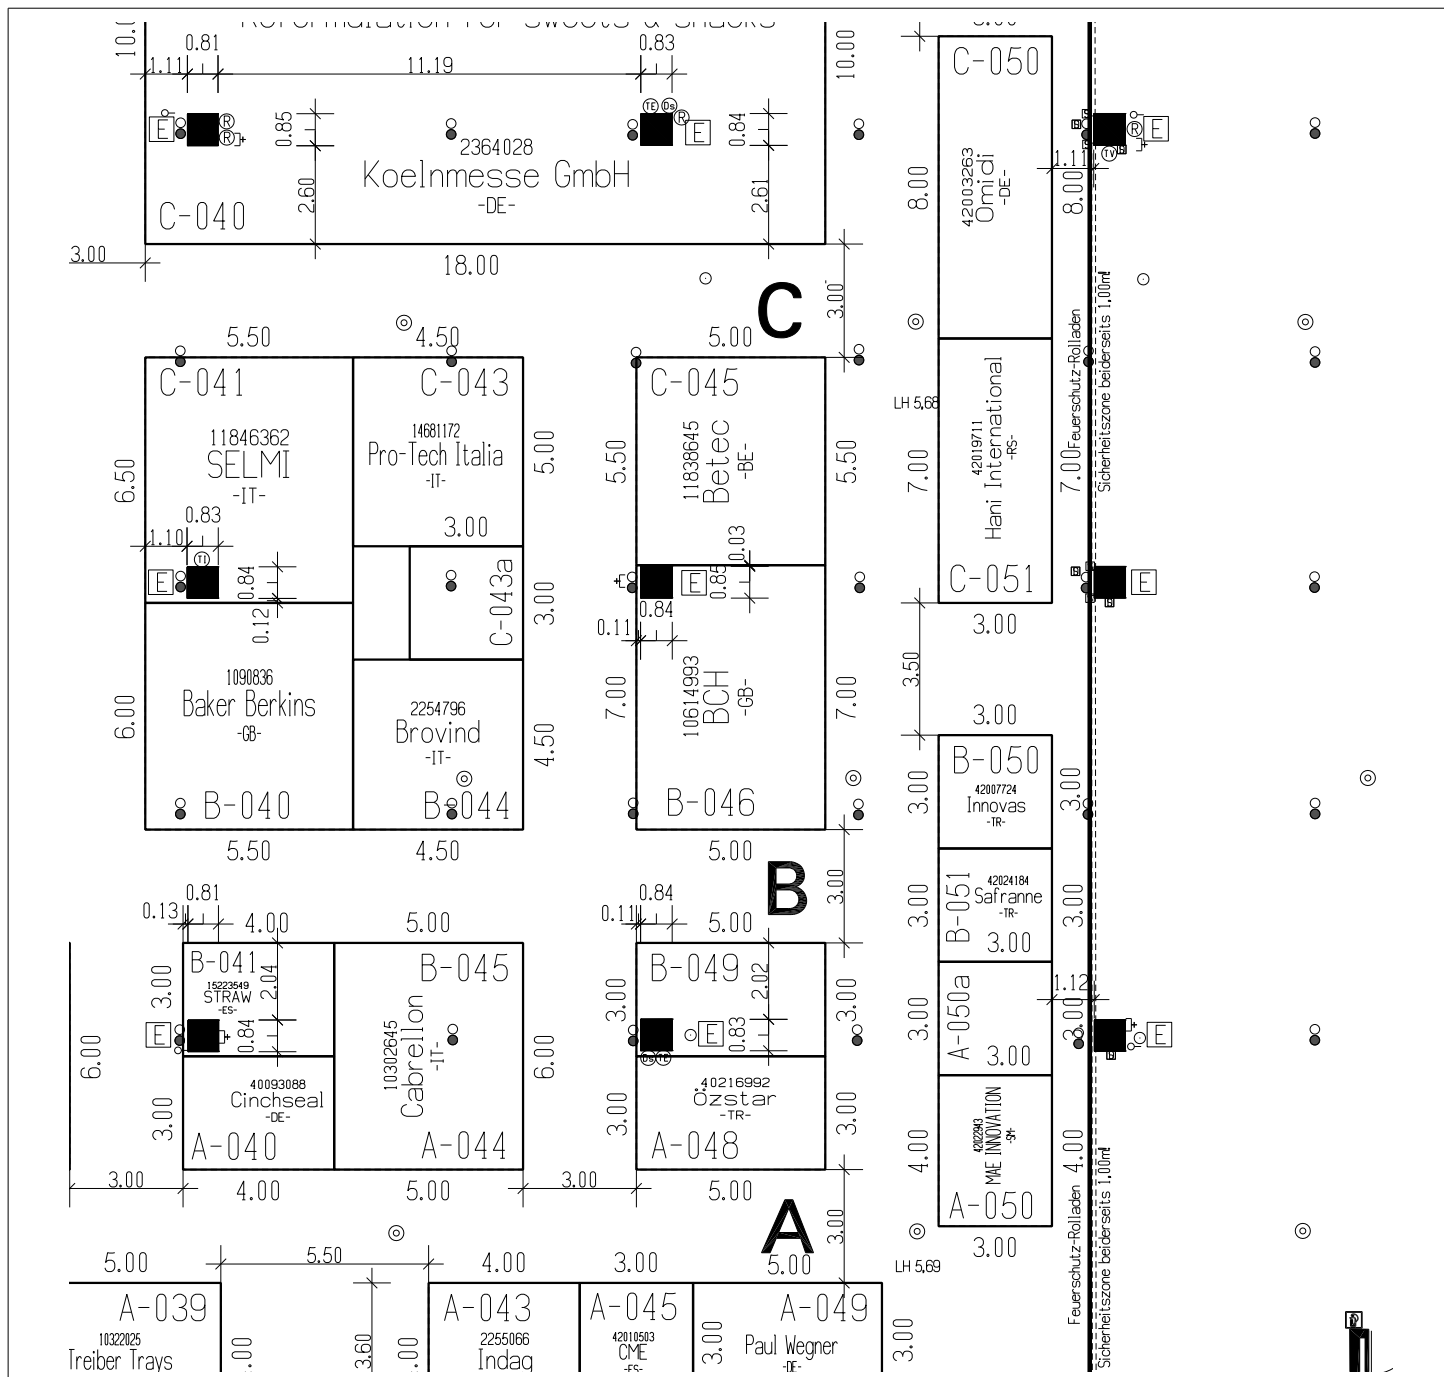 10.00
0.81
0.83
10.00
1.11
11.19
C-050
E
R
R
0.85
TE
Ds
R
E
0.84
2364028
Koelnmesse GmbH
-DE-
2.60
2.61
C-040
18.00
3.00
3.00
C
8.00
42003263
Omidi
-DE-
1.11
8.00
R
E
TV
5.50
4.50
5.00
C-041
11846362
SELMI
-IT-
6.50
C-043
14681172
Pro-Tech Italia
-IT-
5.00
C-045
5.50
11838645
Betec
-BE-
5.50
LH 5,68
7.00
42019711
Hani International
-RS-
C-051
7.00
Feuerschutz-Rolladen
Sicherheitszone beiderseits 1,00m!
3.00
E
1.10
0.83
E
0.84
0.12
3.00
C-043a
3.00
E
0.03
0.85
0.84
0.11
1090836
Baker Berkins
-GB-
6.00
B-040
2254796
Brovind
-IT-
B-044
4.50
10614993
BCH
-GB-
7.00
7.00
B-046
5.50
4.50
5.00
3.50
3.00
B-050
42007724
Innovas
-TR-
3.00
3.00
B
3.00
B-051
42024184
Safranne
-TR-
3.00
3.00
3.00
0.81
0.13
4.00
5.00
0.84
0.11
5.00
B-041
15223549
STRAW
-ES-
2.04
0.84
3.00
E
6.00
B-045
10302645
Cabrellon
-IT-
A-044
6.00
B-049
2.02
0.83
E
Ds
TE
3.00
3.00
A-050a
3.00
3.00
3.00
1.12
E
40093088
Cinchseal
-DE-
A-040
3.00
40216992
Özstar
-TR-
A-048
3.00
3.00
42022943
MAE INNOVATION
-SM-
A-050
4.00
4.00
3.00
3.00
4.00
5.00
3.00
5.00
A
3.00
LH 5,69
Feuerschutz-Rolladen
Sicherheitszone beiderseits 1,00m!
5.00
5.50
4.00
3.00
5.00
A-039
10322025
Treiber Trays
3.60
A-043
2255066
Indag
A-045
42010503
CME
-ES-
3.00
A-049
Paul Wegner
-DE-
3.00